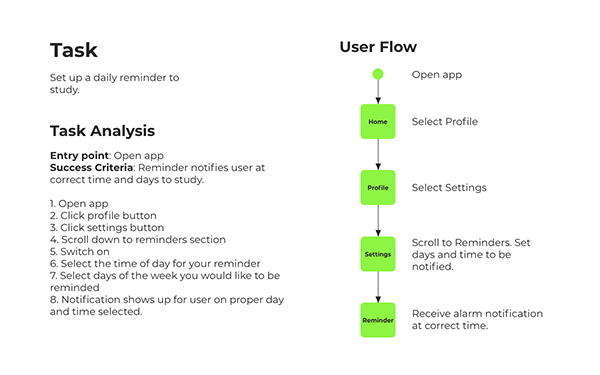 Task
Set up a daily reminder to
study.
Task Analysis
Entry point: Open app
Success Criteria: Reminder notifies user at
correct time and days to study.
1. Open app
2. Click profile button
3. Click settings button
4. Scroll down to reminders section
5. Switch on
6. Select the time of day for your reminder
7. Select days of the week you would like to be
reminded
8. Notification shows up for user on proper day
and time selected.
User Flow
Open app
Home
Select Profile
Profile
Select Settings
Settings
Scroll to Reminders. Set
days and time to be
notified.
Reminder
Receive alarm notification
at correct time.